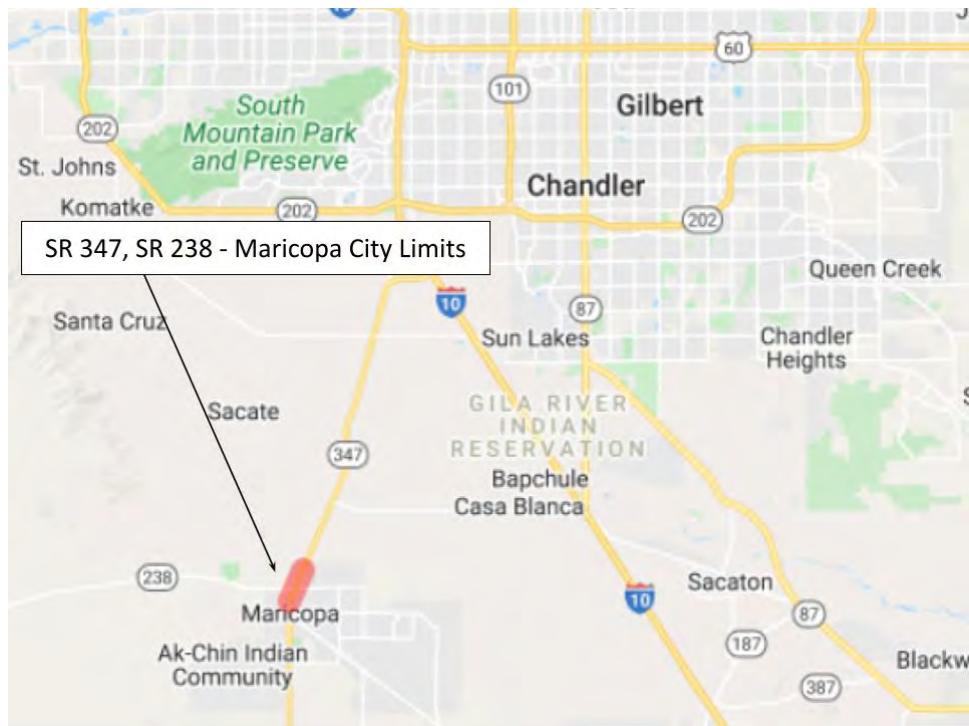 10
60
101
South
Mountain Park
and Preserve
Gilbert
202
St. Johns
Chandler
Komatke
202
202
SR 347, SR 238 - Maricopa City Limits
Queen Creek
10
87
Santa Cruz
Sun Lakes
Chandler
Heights
Sacate
GILA RIVER
INDIAN
RESERVATION
347
Bapchule
Casa Blanca
238
Sacaton
10
Maricopa
87
Ak-Chin Indian
Community
187
Blackw
387